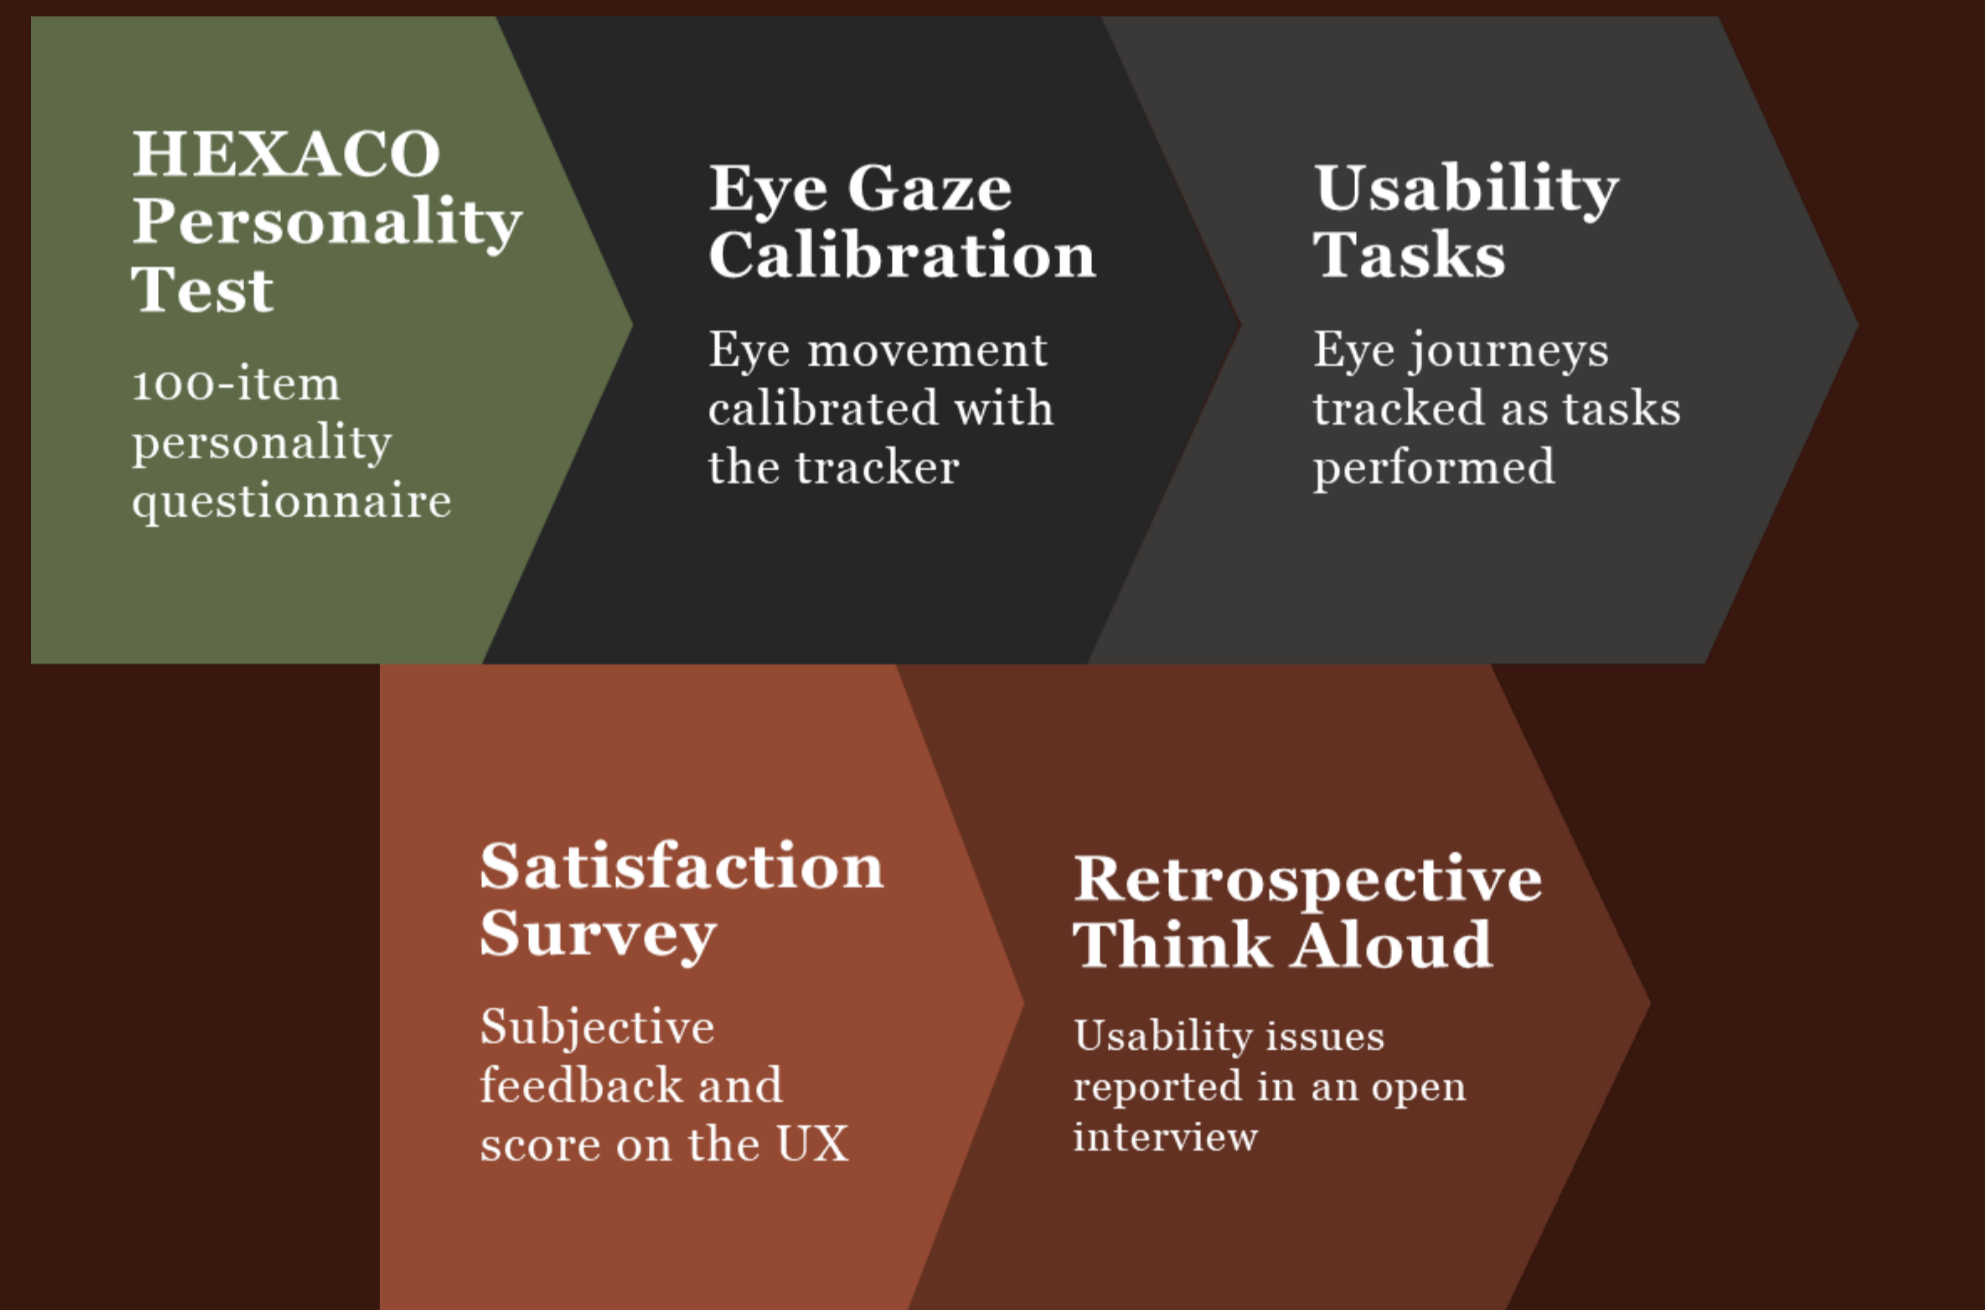 HEXACO
Personality
Test
100-item
personality
questionnaire
Eye Gaze
Calibration
Eye movement
calibrated with
the tracker
Usability
Tasks
Eye journeys
tracked as tasks
performed
Satisfaction
Survey
Subjective
feedback and
score on the UX
Retrospective
Think Aloud
Usability issues
reported in an open
interview